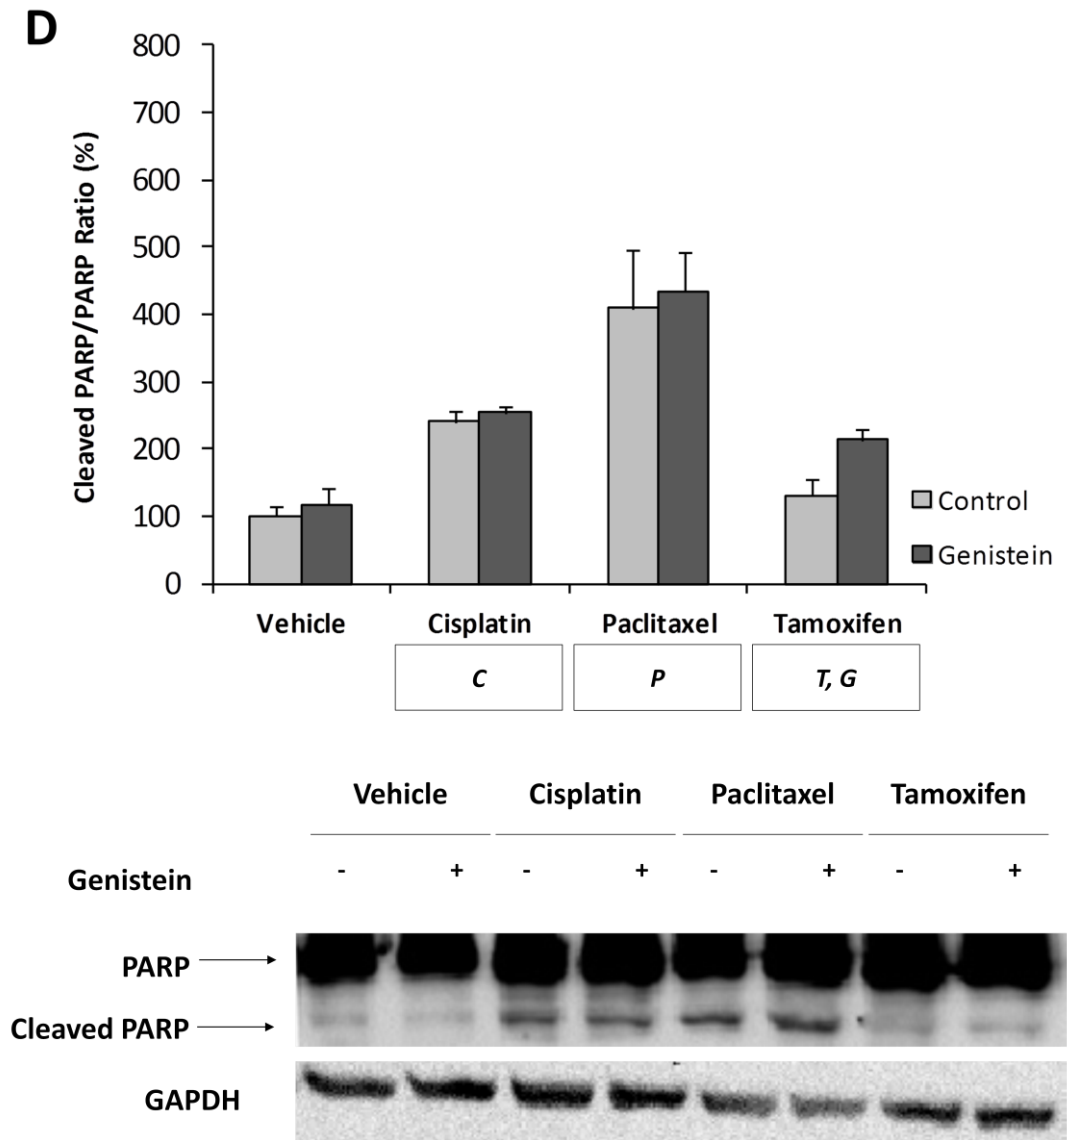 D
800
700
600
500
400
300
200
100
0
Cleaved PARP/PARP Ratio (%)
Control
Genistein
Vehicle Cisplatin Paclitaxel Tamoxifen
C P T, G
Vehicle Cisplatin Paclitaxel Tamoxifen
Genistein - + - + - + - +
PARP
Cleaved PARP
GAPDH